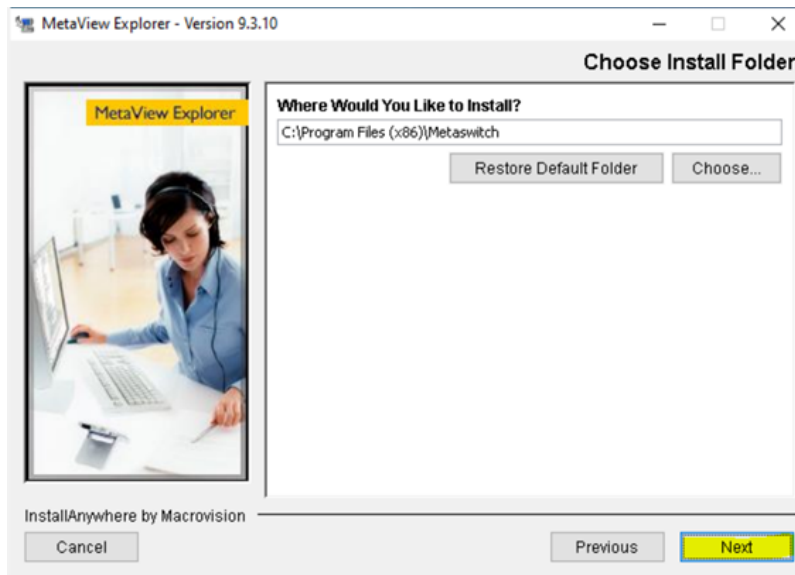 MetaView Explorer - Version 9.3.10
Choose Install Folder
MetaView Explorer
Where Would You Like to Install?
C:\Program Files (x86)\Metaswitch
Restore Default Folder
Choose...
InstallAnywhere by Macrovision
Cancel
Previous
Next